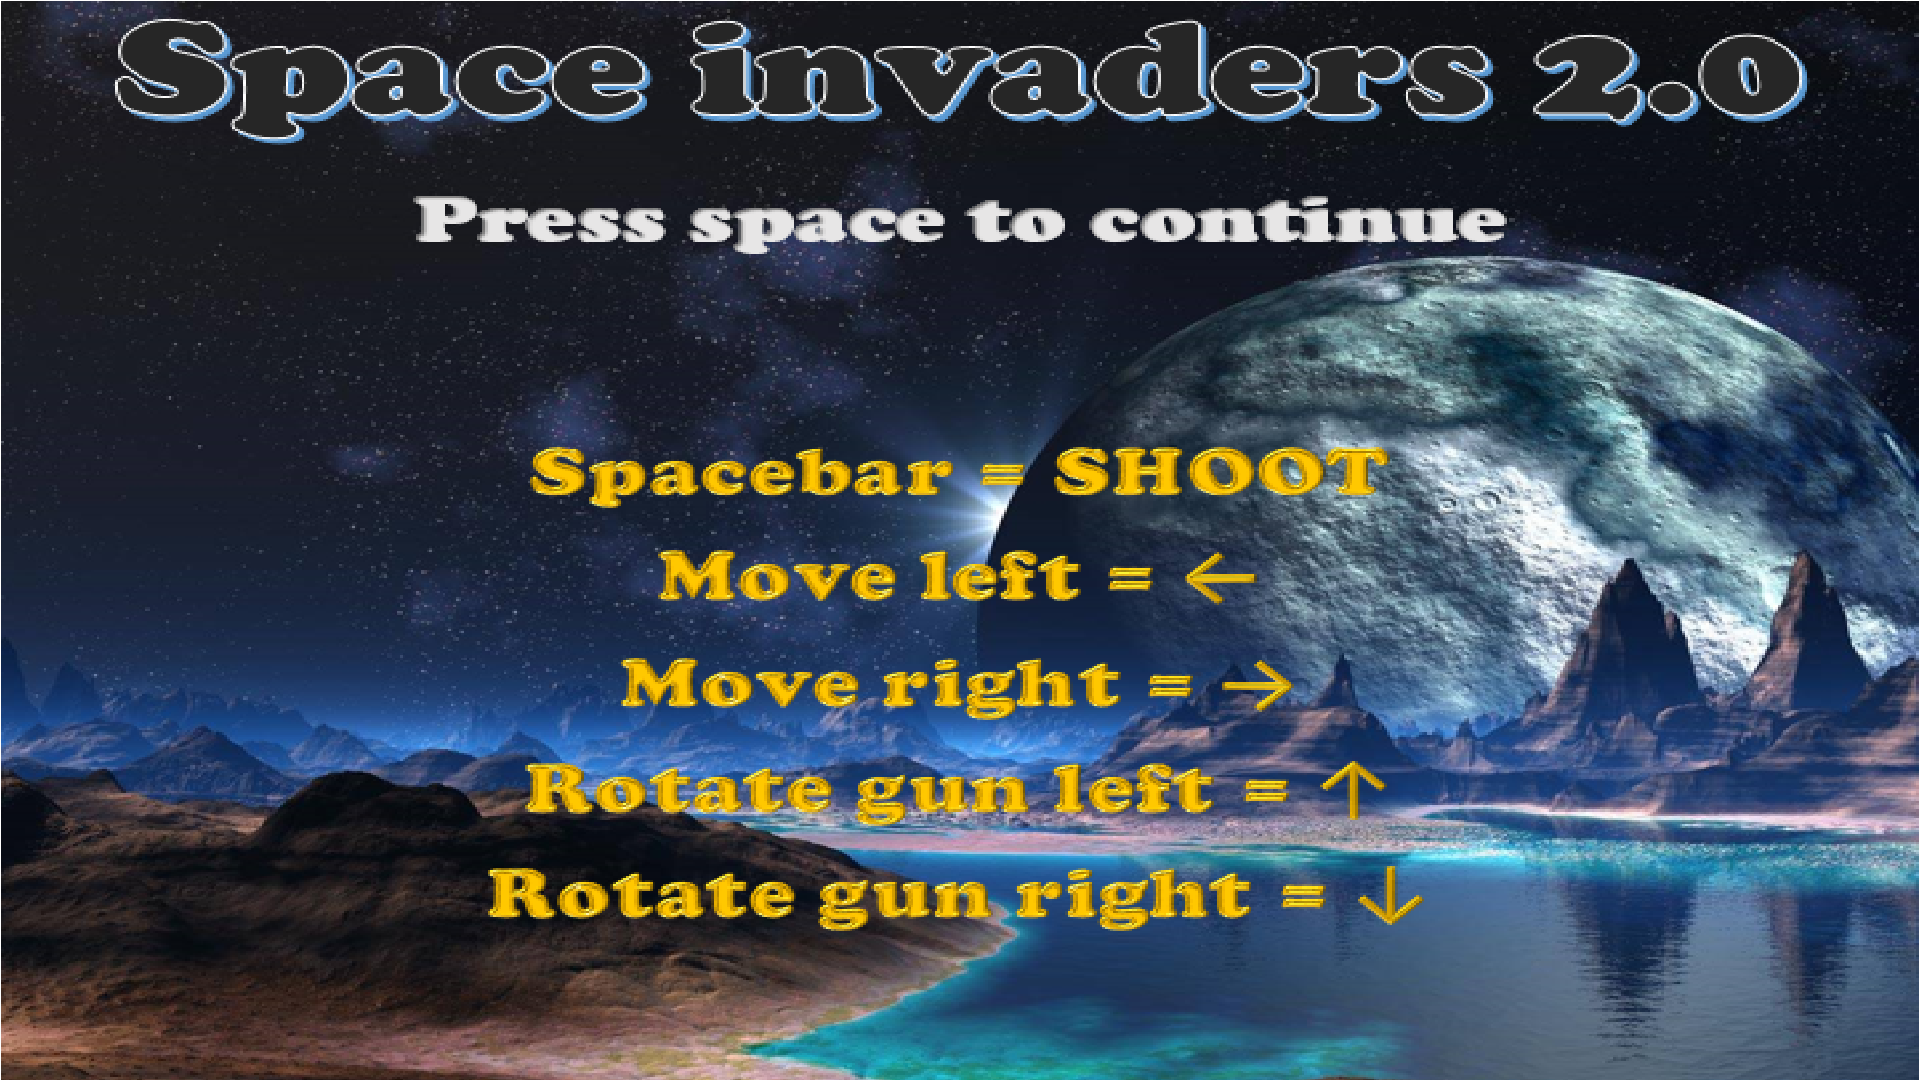 Space invaders 2.0
Press space to continue
Spacebar = SHOOT
Move left = ←
Move right = →
Rotate gun left = ↑
Rotate gun right = ↓